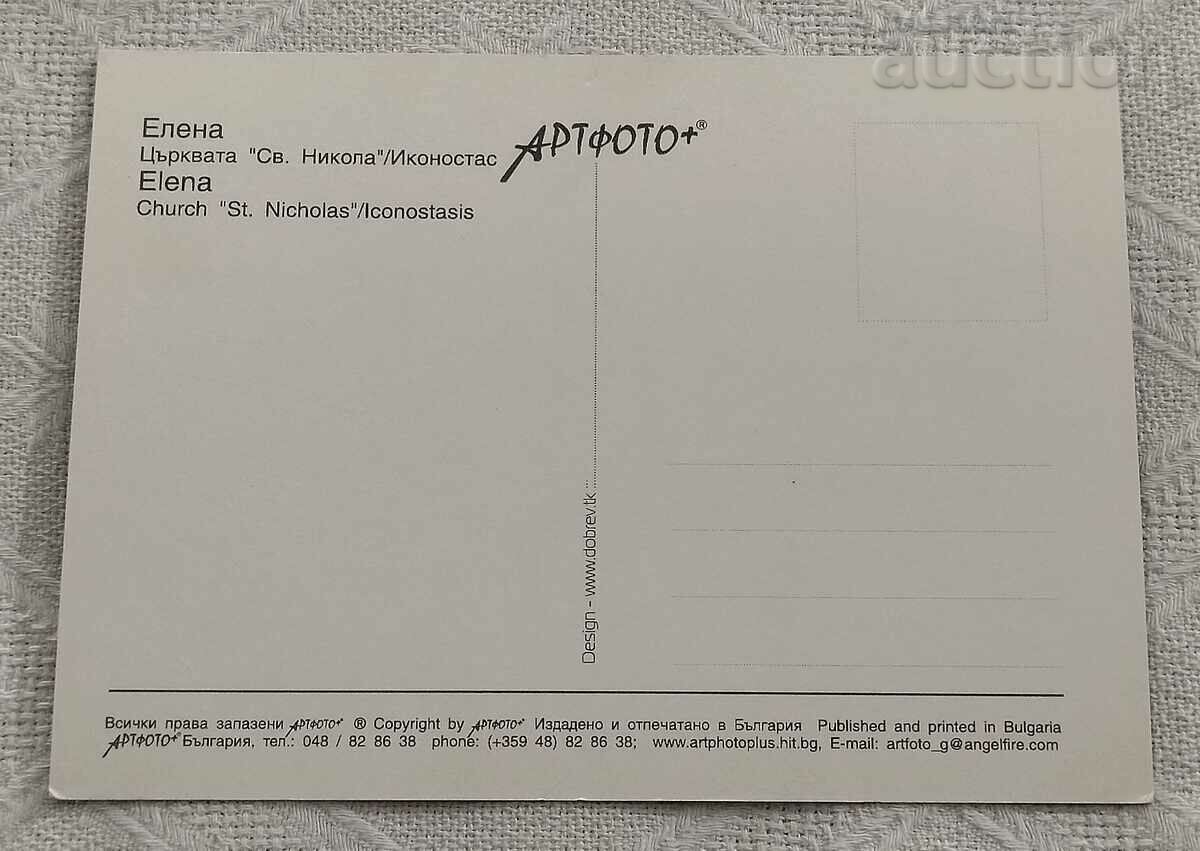 auctio
Елена
Църквата "Св. Никола"/Иконостас
Elena
Church "St. Nicholas"/Iconostasis
АРТФОТО+®
Design - www.dobrev.tk
Всички права запазени АРТФОТО+ ® Copyright by АРТФОТО+ Издадено и отпечатано в България Published and printed in Bulgaria
АРТФОТО+ България, тел.: 048 / 82 86 38 phone: (+359 48) 82 86 38; www.artphotoplus.hit.bg, E-mail: artfoto_g@angelfire.com